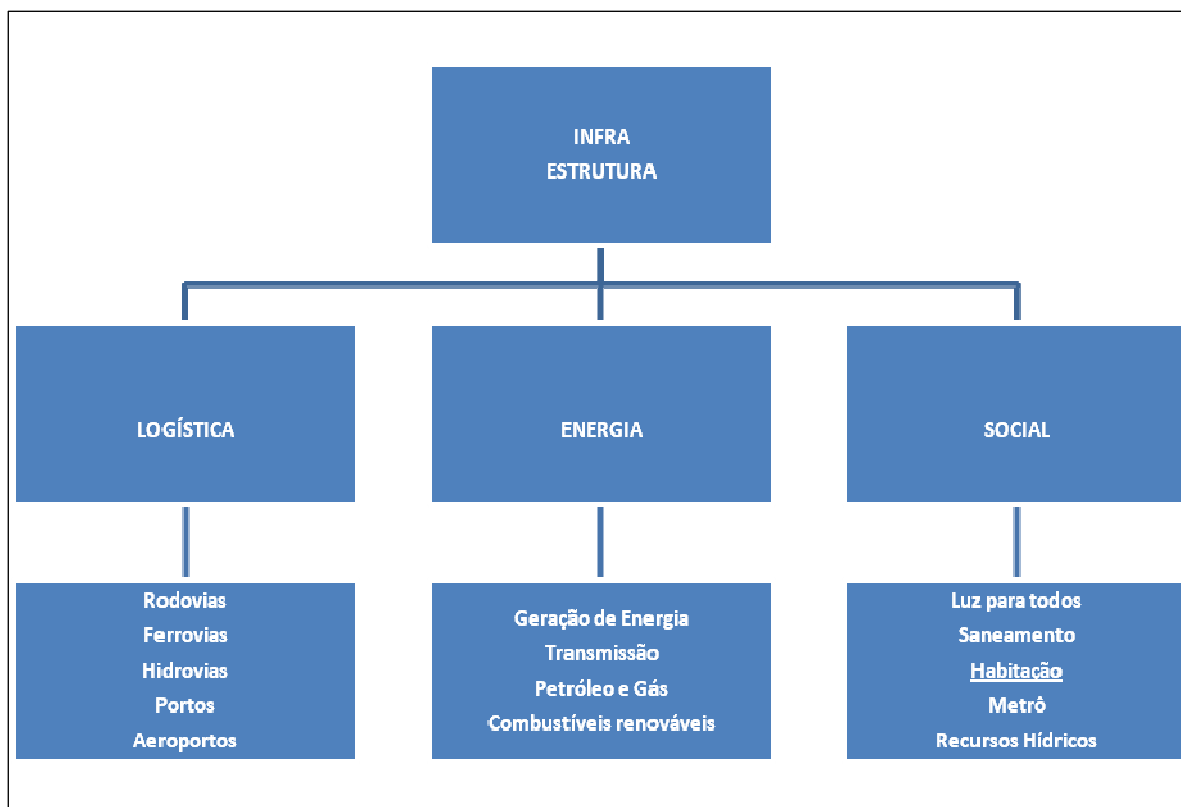 INFRA
ESTRUTURA
LOGÍSTICA
ENERGIA
SOCIAL
Rodovias
Ferrovias
Hidrovias
Portos
Aeroportos
Geração de Energia
Transmissão
Petróleo e Gás
Combustíveis renováveis
Luz para todos
Saneamento
Habitação
Metrô
Recursos Hídricos